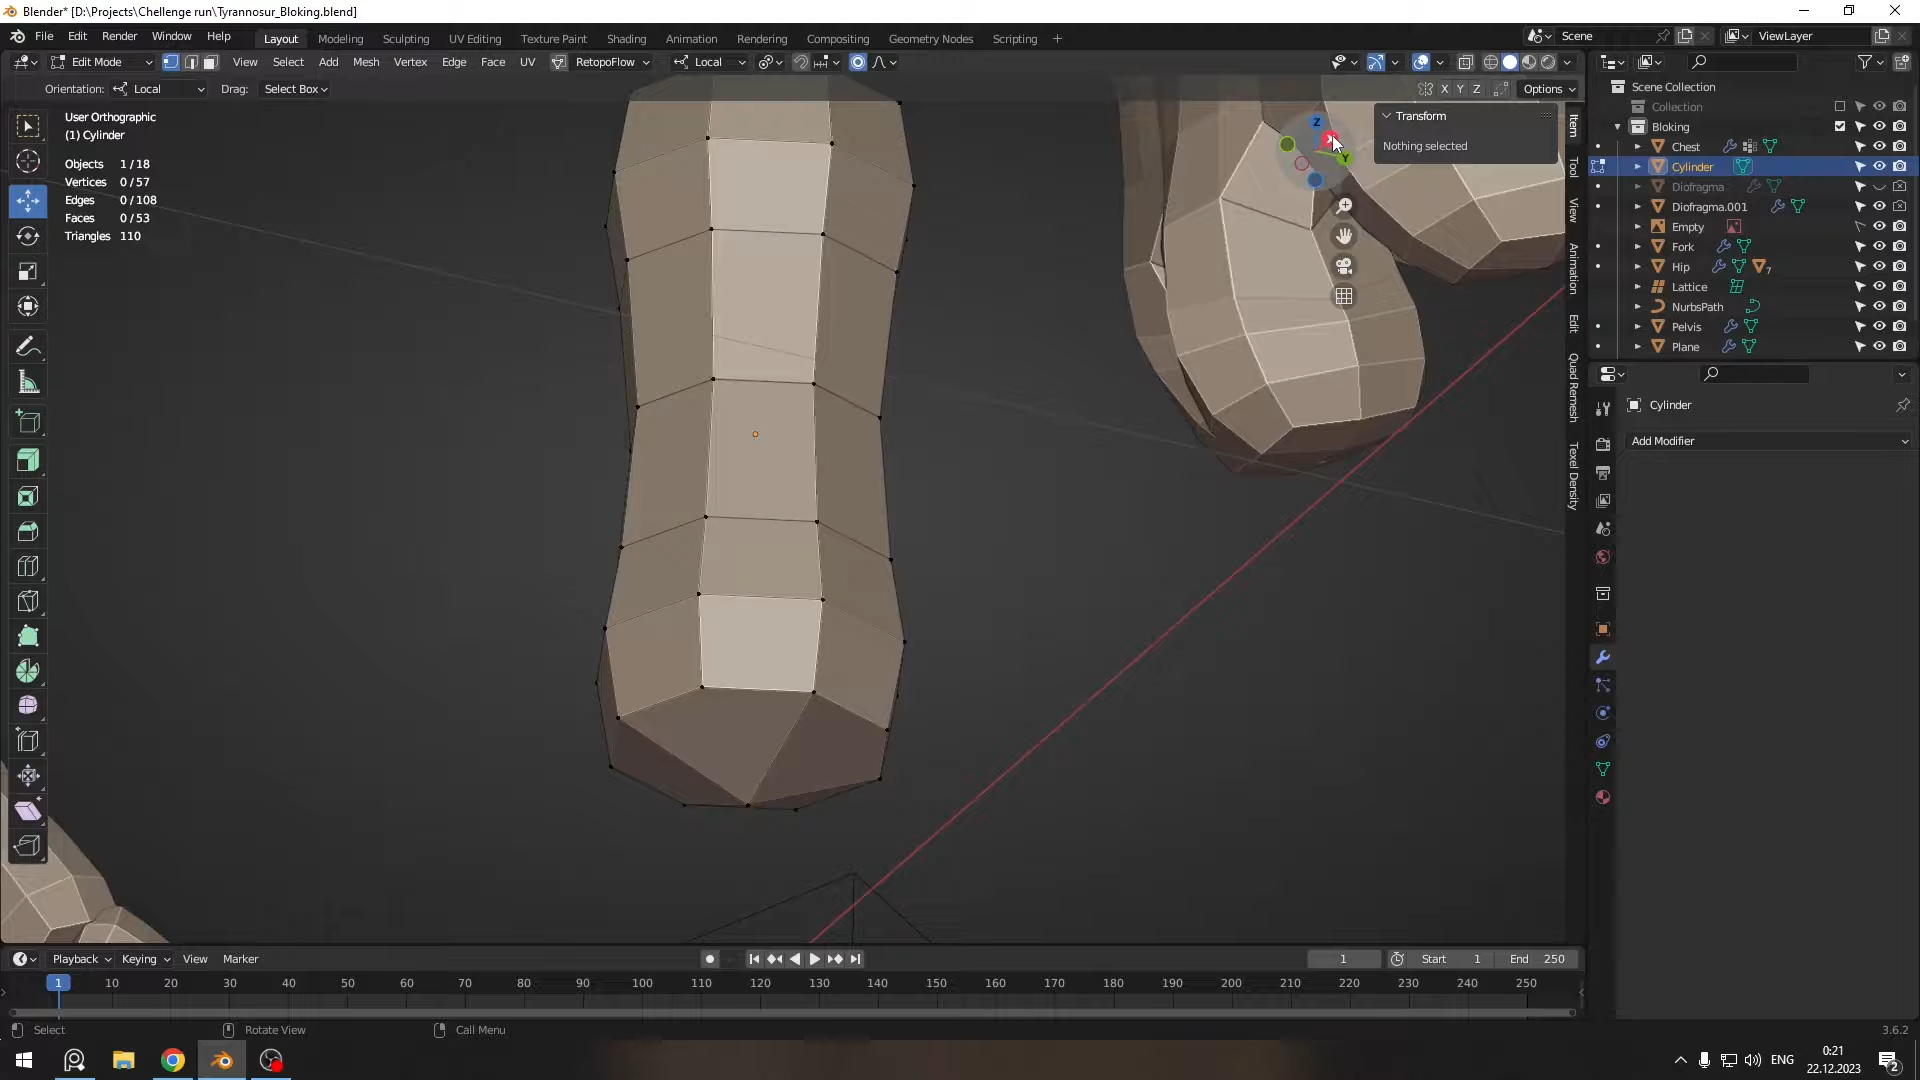 Blender* [D:\Projects\Chellenge run\Tyrannosur_Bloking.blend]
File Edit Render Window Help Layout Modeling Sculpting UV Editing Texture Paint Shading Animation Rendering Compositing Geometry Nodes Scripting + Scene ViewLayer
Edit Mode View Select Add Mesh Vertex Edge Face UV RetopoFlow Local
Orientation: Local Drag: Select Box X Y Z Options
User Orthographic
(1) Cylinder
Objects 1 / 18
Vertices 0 / 57
Edges 0 / 108
Faces 0 / 53
Triangles 110
Z
X
Y
Transform
Nothing selected
Item
Tool
View
Animation
Edit
Quad Remesh
Texel Density
Scene Collection
Collection
Bloking
Chest
Cylinder
Diofragma
Diofragma.001
Empty
Fork
Hip 7
Lattice
NurbsPath
Pelvis
Plane
Cylinder
Add Modifier
Playback Keying View Marker 1 Start 1 End 250
1 10 20 30 40 50 60 70 80 90 100 110 120 130 140 150 160 170 180 190 200 210 220 230 240 250
Select Rotate View Call Menu 3.6.2
ENG
0:21
22.12.2023
2